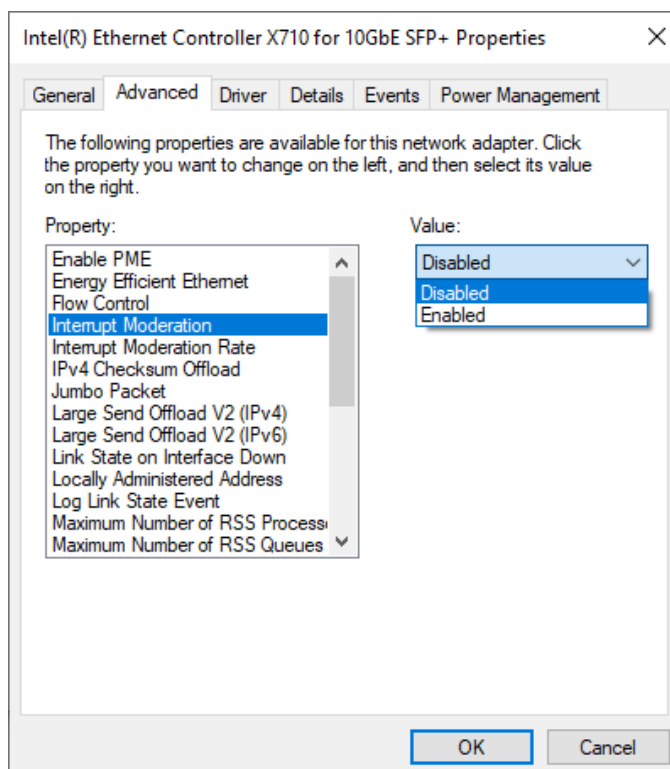 Intel(R) Ethernet Controller X710 for 10GbE SFP+ Properties
General Advanced Driver Details Events Power Management
The following properties are available for this network adapter. Click
the property you want to change on the left, and then select its value
on the right.
Property:
Value:
Enable PME
Energy Efficient Ethernet
Flow Control
Interrupt Moderation
Interrupt Moderation Rate
IPv4 Checksum Offload
Jumbo Packet
Large Send Offload V2 (IPv4)
Large Send Offload V2 (IPv6)
Link State on Interface Down
Locally Administered Address
Log Link State Event
Maximum Number of RSS Process
Maximum Number of RSS Queues
Disabled
Disabled
Enabled
OK
Cancel